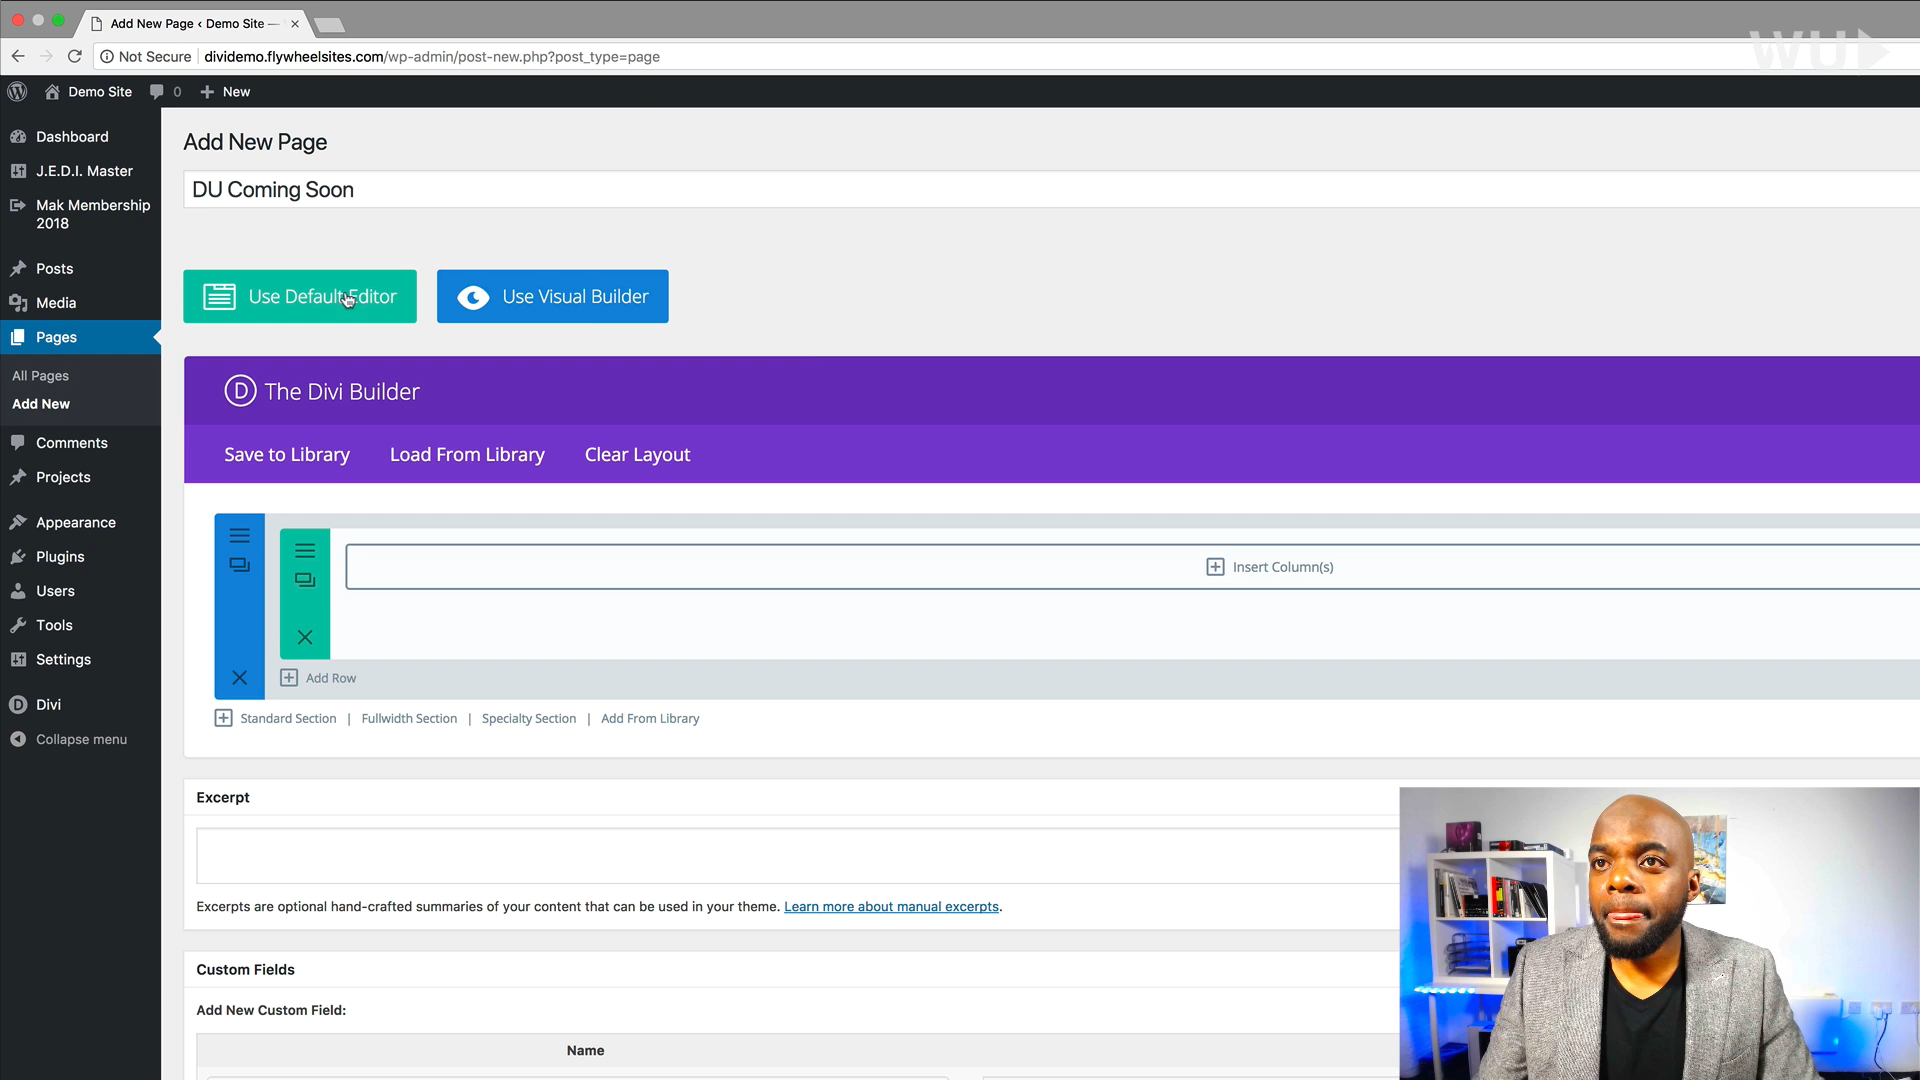 Add New Page ‹ Demo Site —
WU
Not Secure
dividemo.flywheelsites.com/wp-admin/post-new.php?post_type=page
Demo Site
0
New
Dashboard
J.E.D.I. Master
Mak Membership
2018
Posts
Media
Pages
All Pages
Add New
Comments
Projects
Appearance
Plugins
Users
Tools
Settings
Divi
Collapse menu
Add New Page
DU Coming Soon
Use Default Editor
Use Visual Builder
D The Divi Builder
Save to Library
Load From Library
Clear Layout
Insert Column(s)
Add Row
Standard Section | Fullwidth Section | Specialty Section | Add From Library
Excerpt
Excerpts are optional hand-crafted summaries of your content that can be used in your theme. Learn more about manual excerpts.
Custom Fields
Add New Custom Field:
Name